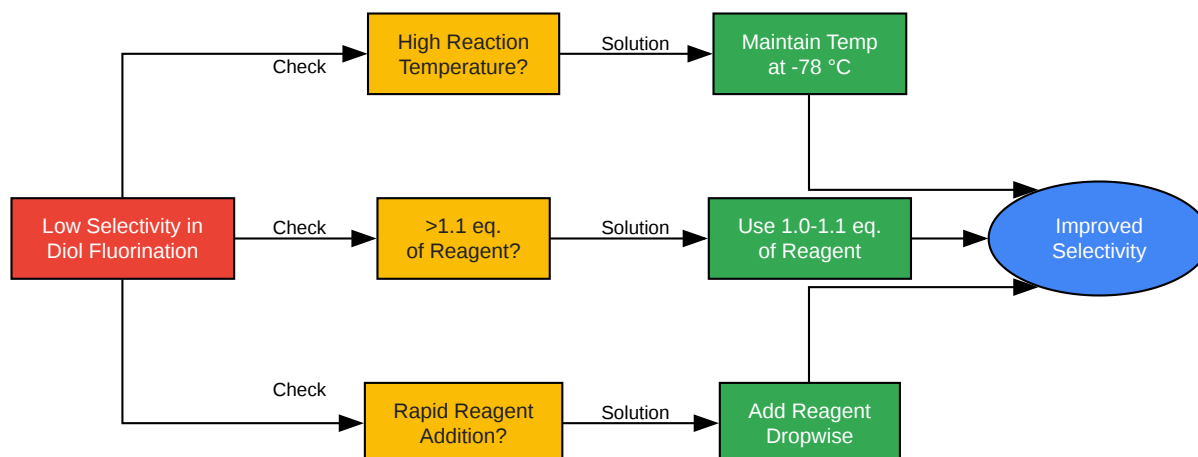 High Reaction
Temperature?
Solution
Maintain Temp
at -78 °C
Check
Low Selectivity in
Diol Fluorination
Check
>1.1 eq.
of Reagent?
Solution
Use 1.0-1.1 eq.
of Reagent
Improved
Selectivity
Check
Rapid Reagent
Addition?
Solution
Add Reagent
Dropwise